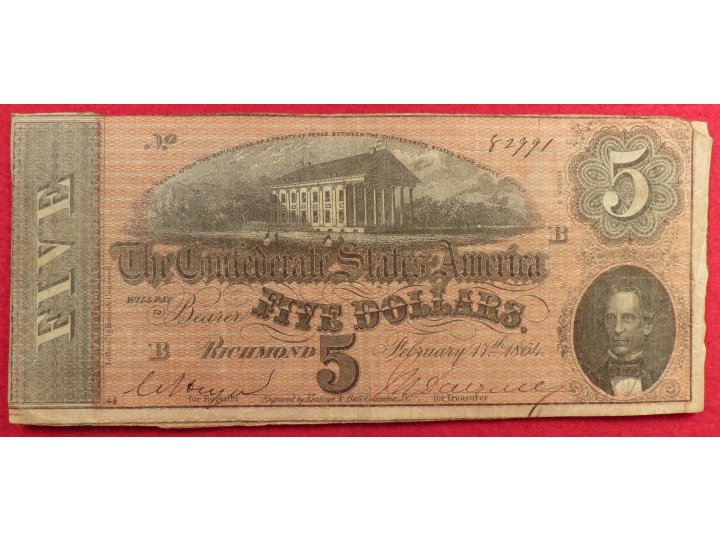 TWO YEARS AFTER THE RATIFICATION OF A TREATY OF PEACE BETWEEN THE CONFEDERATE STATES & THE UNITED
No 82991
5
FIVE
B
The Confederate States of America
WILL PAY to Bearer FIVE DOLLARS.
B RICHMOND 5 February 17th 1864.
for Register
Engraved by Keatinge & Ball Columbia, S.C.
for Treasurer
46